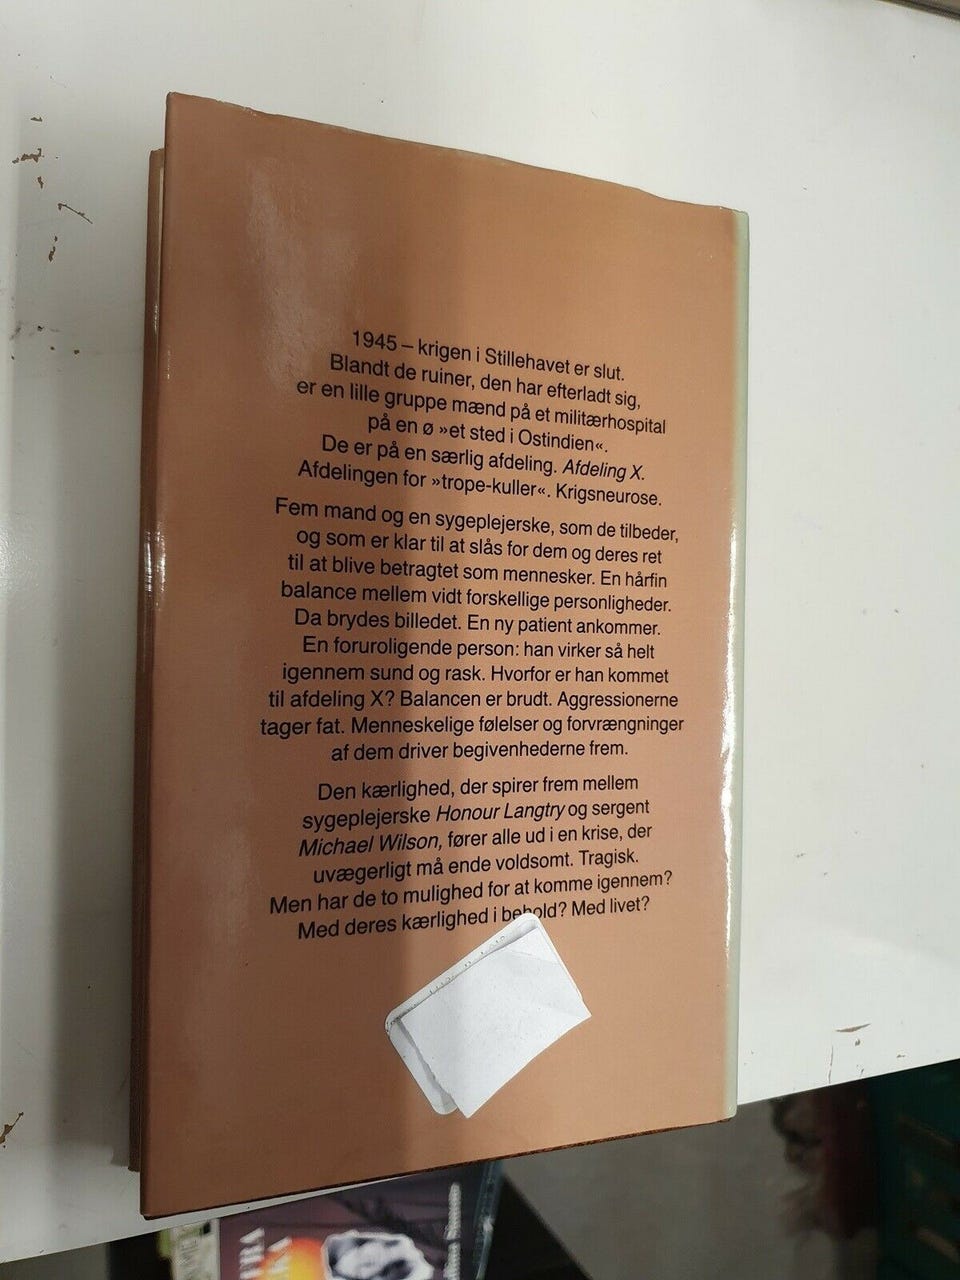 1945 – krigen i Stillehavet er slut.
Blandt de ruiner, den har efterladt sig,
er en lille gruppe mænd på et militærhospital
på en ø »et sted i Ostindien«.
De er på en særlig afdeling. Afdeling X.
Afdelingen for »trope-kuller«. Krigsneurose.
Fem mand og en sygeplejerske, som de tilbeder,
og som er klar til at slås for dem og deres ret
til at blive betragtet som mennesker. En hårfin
balance mellem vidt forskellige personligheder.
Da brydes billedet. En ny patient ankommer.
En foruroligende person: han virker så helt
igennem sund og rask. Hvorfor er han kommet
til afdeling X? Balancen er brudt. Aggressionerne
tager fat. Menneskelige følelser og forvrængninger
af dem driver begivenhederne frem.
Den kærlighed, der spirer frem mellem
sygeplejerske Honour Langtry og sergent
Michael Wilson, fører alle ud i en krise, der
uvægerligt må ende voldsomt. Tragisk.
Men har de to mulighed for at komme igennem?
Med deres kærlighed i behold? Med livet?